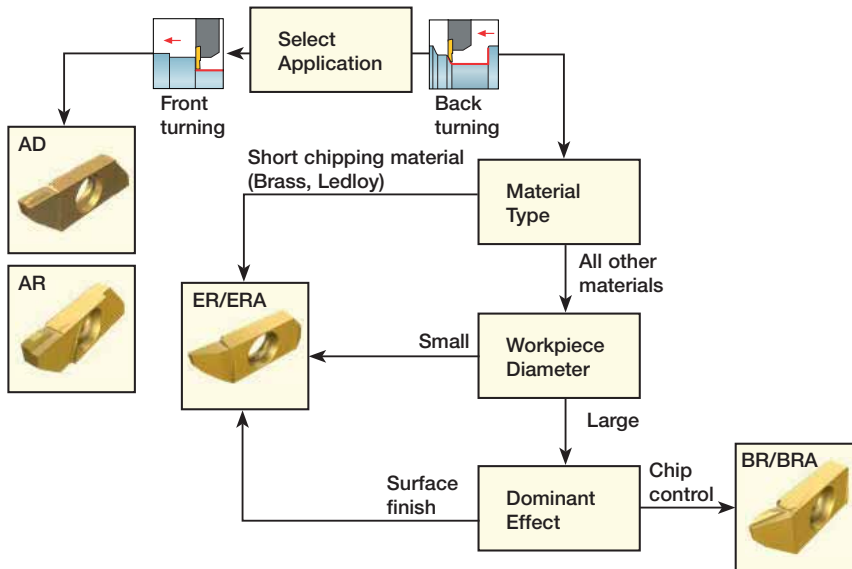 Select
Application
Front
turning
Back
turning
AD
Short chipping material
(Brass, Ledloy)
Material
Type
All other
materials
AR
ER/ERA
Small
Workpiece
Diameter
Large
Surface
finish
Dominant
Effect
Chip
control
BR/BRA